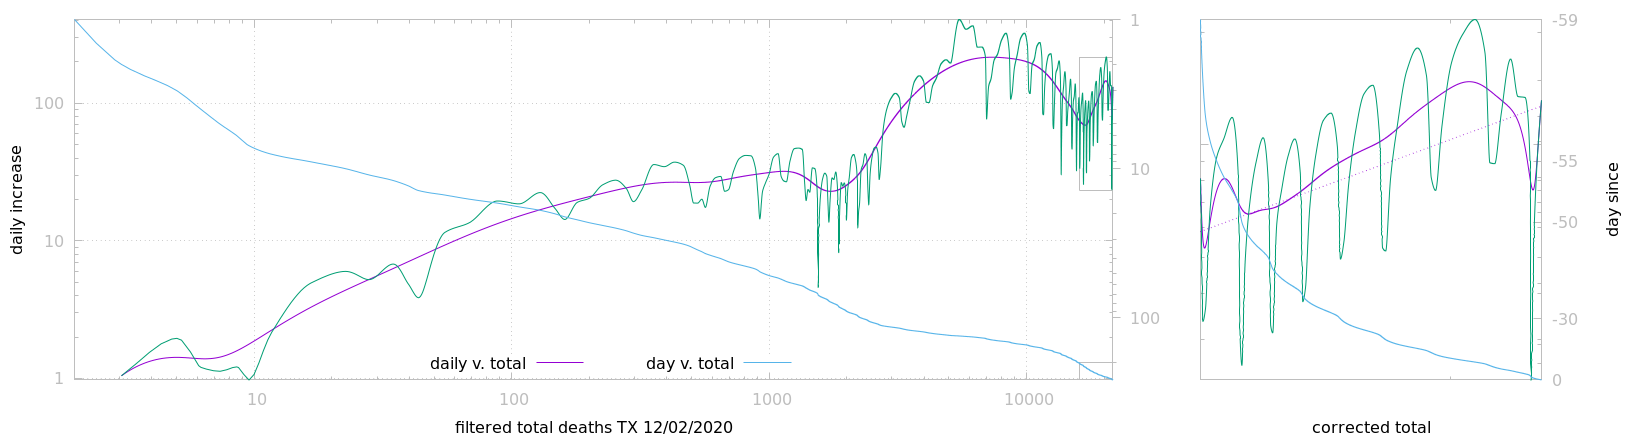 daily increase
100
10
1
10
100
1000
10000
1
10
100
daily v. total
day v. total
filtered total deaths TX 12/02/2020
-59
-55
-50
-30
0
day since
corrected total